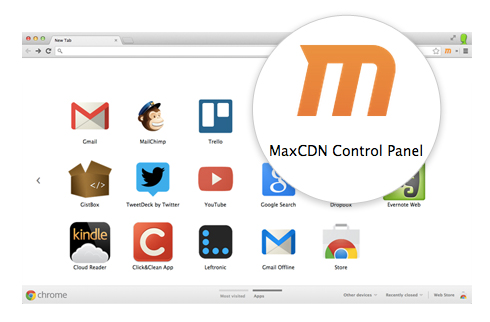 New Tab
MaxCDN Control Panel
Gmail
MailChimp
Trello
GistBox
TweetDeck by Twitter
YouTube
Google Search
Dropbox
Evernote Web
kindle
Cloud Reader
Click&Clean App
Leftronic
Gmail Offline
Store
chrome
Most visited
Apps
Other devices
Recently closed
Web Store